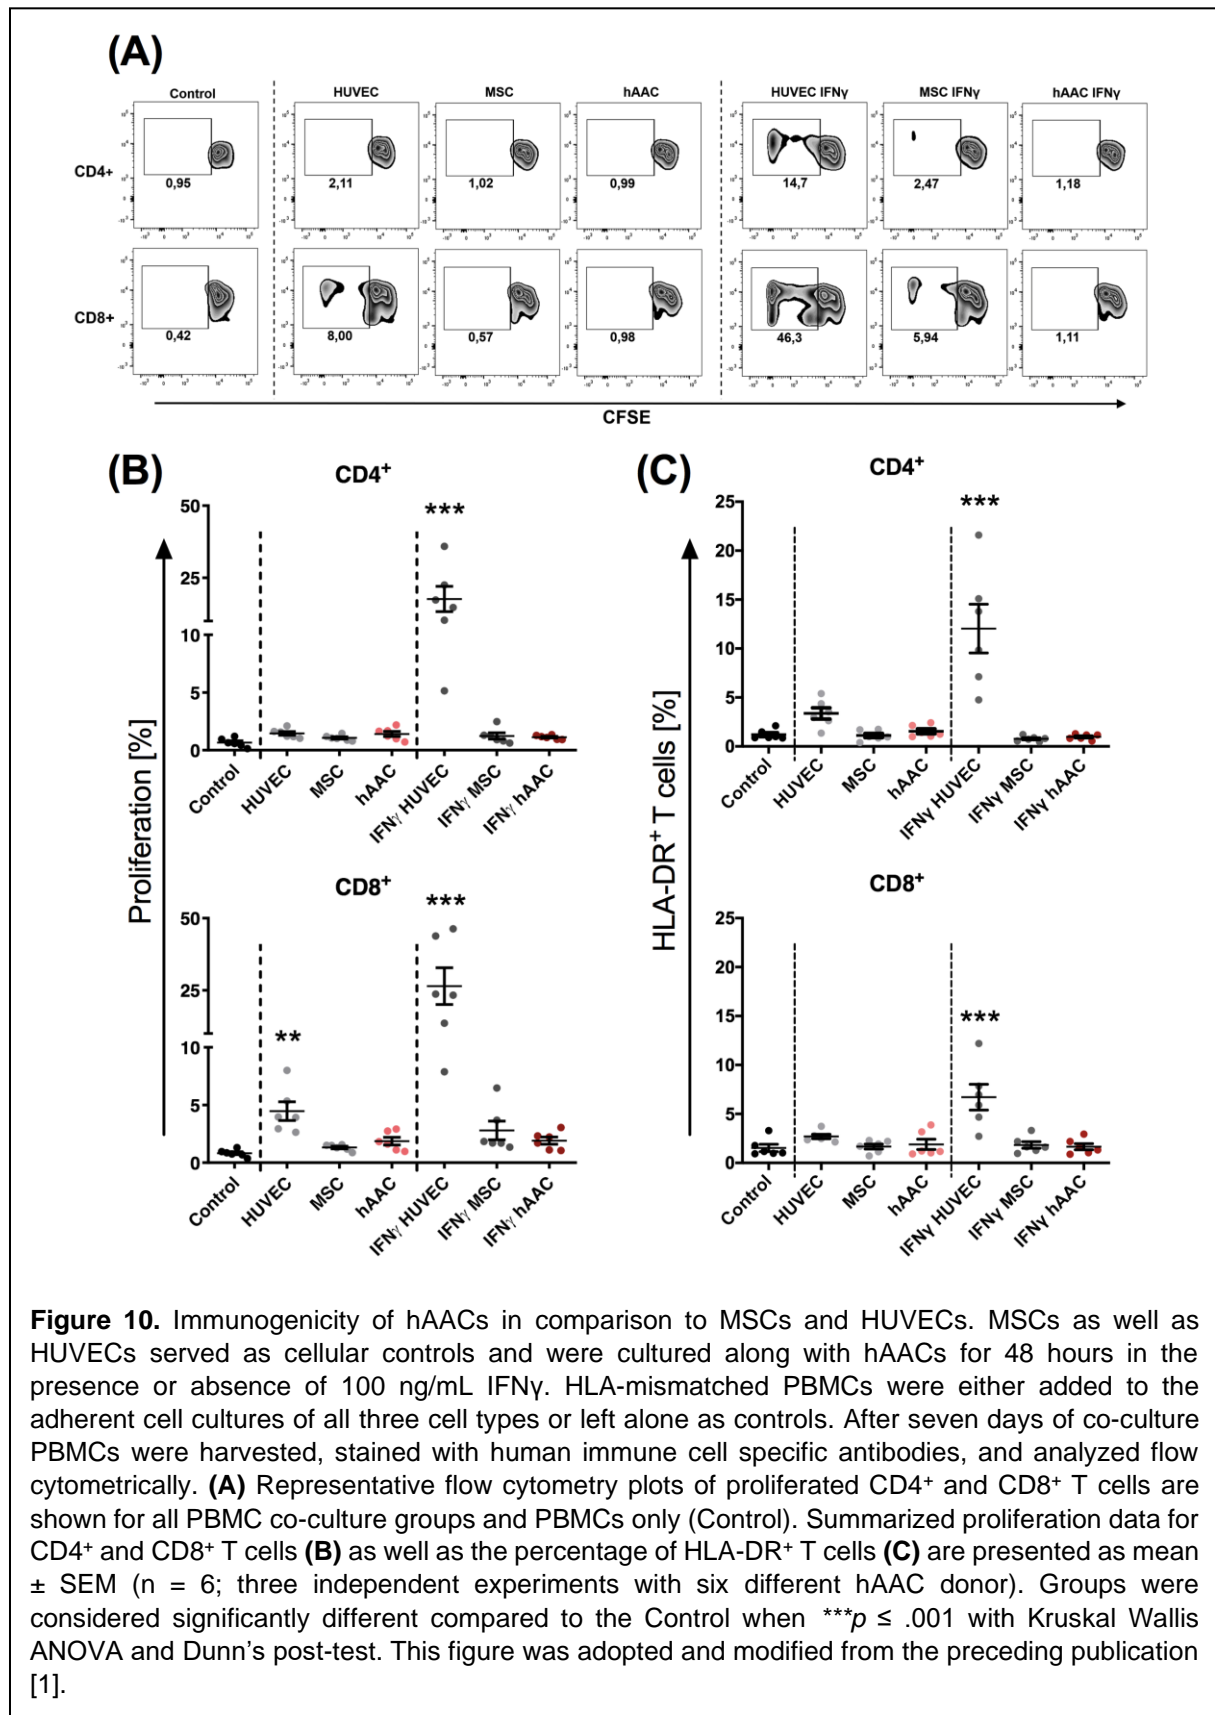 (A)
Control HUVEC MSC hAAC HUVEC IFNγ MSC IFNγ hAAC IFNγ
CD4+
0,95 2,11 1,02 0,99 14,7 2,47 1,18
CD8+
0,42 8,00 0,57 0,98 46,3 5,94 1,11
CFSE
(B)
Proliferation [%]
CD4⁺
50
25
10
5
0
***
Control HUVEC MSC hAAC IFNγ HUVEC IFNγ MSC IFNγ hAAC
CD8⁺
50
25
10
5
0
**
***
Control HUVEC MSC hAAC IFNγ HUVEC IFNγ MSC IFNγ hAAC
(C)
HLA-DR⁺ T cells [%]
CD4⁺
25
20
15
10
5
0
***
Control HUVEC MSC hAAC IFNγ HUVEC IFNγ MSC IFNγ hAAC
CD8⁺
25
20
15
10
5
0
***
Control HUVEC MSC hAAC IFNγ HUVEC IFNγ MSC IFNγ hAAC
Figure 10. Immunogenicity of hAACs in comparison to MSCs and HUVECs. MSCs as well as
HUVECs served as cellular controls and were cultured along with hAACs for 48 hours in the
presence or absence of 100 ng/mL IFNγ. HLA-mismatched PBMCs were either added to the
adherent cell cultures of all three cell types or left alone as controls. After seven days of co-culture
PBMCs were harvested, stained with human immune cell specific antibodies, and analyzed flow
cytometrically. (A) Representative flow cytometry plots of proliferated CD4⁺ and CD8⁺ T cells are
shown for all PBMC co-culture groups and PBMCs only (Control). Summarized proliferation data for
CD4⁺ and CD8⁺ T cells (B) as well as the percentage of HLA-DR⁺ T cells (C) are presented as mean
± SEM (n = 6; three independent experiments with six different hAAC donor). Groups were
considered significantly different compared to the Control when ***p ≤ .001 with Kruskal Wallis
ANOVA and Dunn's post-test. This figure was adopted and modified from the preceding publication
[1].